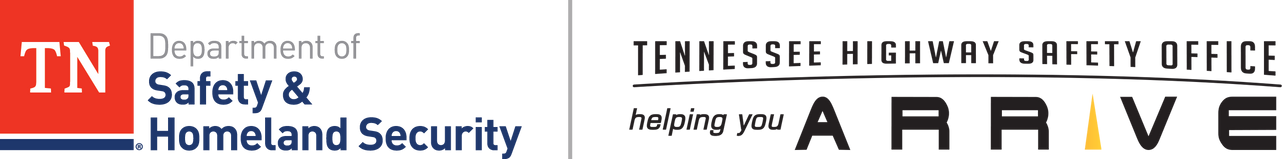 TN
Department of
Safety &
®Homeland Security
TENNESSEE HIGHWAY SAFETY OFFICE
helping you ARRIVE